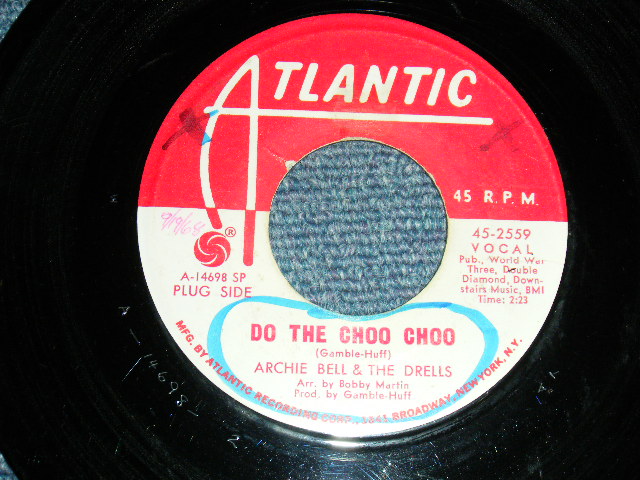 ATLANTIC
45 R.P.M.
45-2559
VOCAL
Pub., World War
Three, Double
Diamond, Down-
stairs Music, BMI
Time: 2:23
®
A-14698 SP
PLUG SIDE
DO THE CHOO CHOO
(Gamble-Huff)
ARCHIE BELL & THE DRELLS
Arr. by Bobby Martin
Prod. by Gamble-Huff
MFG. BY ATLANTIC RECORDING CORP., 1841 BROADWAY, NEW YORK, N.Y.